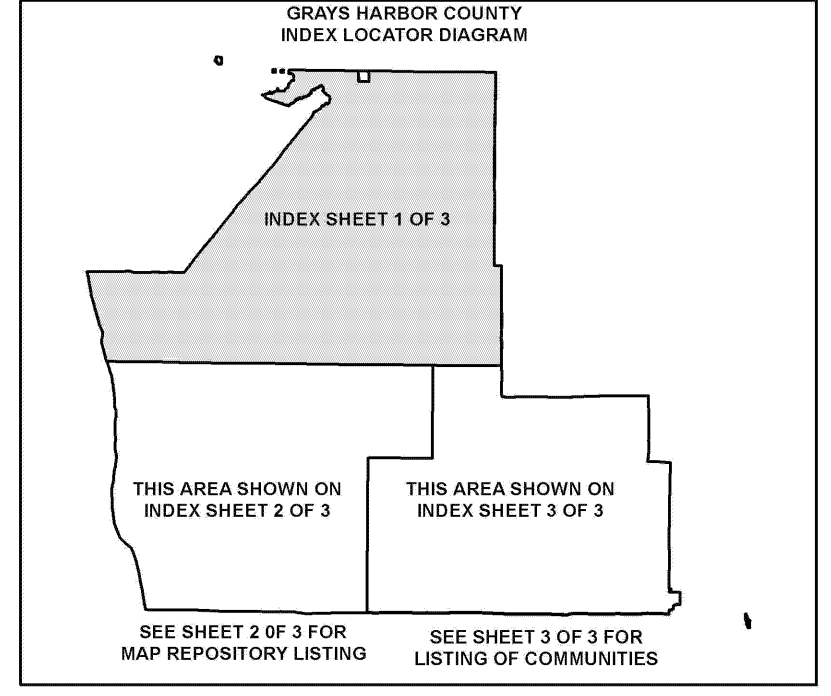 GRAYS HARBOR COUNTY
INDEX LOCATOR DIAGRAM
INDEX SHEET 1 OF 3
THIS AREA SHOWN ON
INDEX SHEET 2 OF 3
THIS AREA SHOWN ON
INDEX SHEET 3 OF 3
SEE SHEET 2 0F 3 FOR
MAP REPOSITORY LISTING
SEE SHEET 3 OF 3 FOR
LISTING OF COMMUNITIES